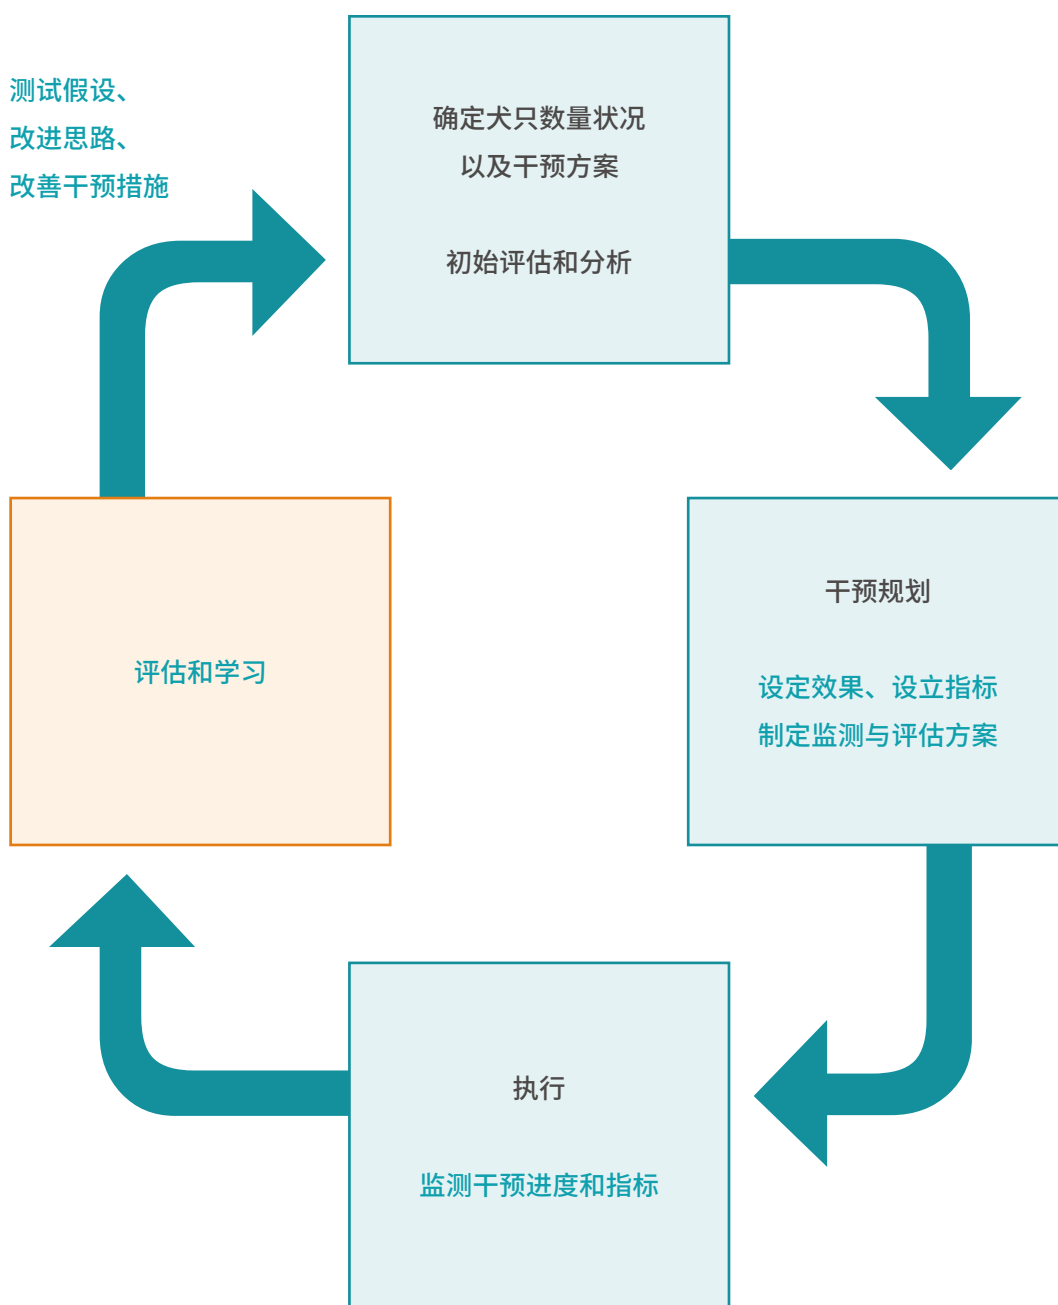 测试假设、
改进思路、
改善干预措施
确定犬只数量状况
以及干预方案
初始评估和分析
干预规划
设定效果、设立指标
制定监测与评估方案
评估和学习
执行
监测干预进度和指标